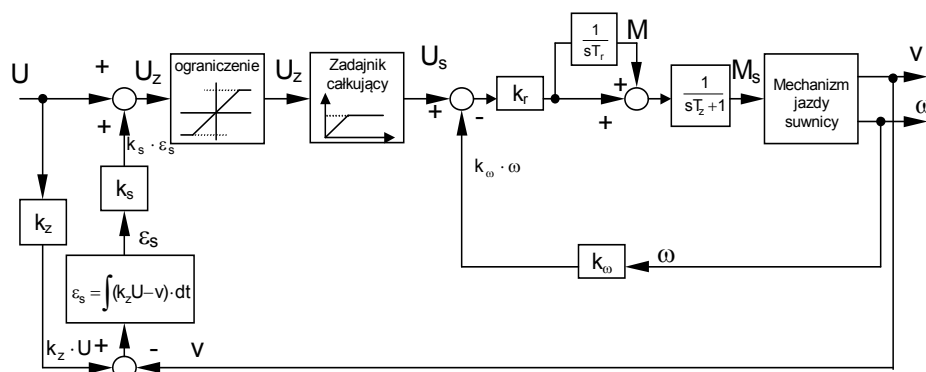 U
+
+
U_z
ograniczenie
U_z
Zadajnik
całkujący
U_s
+
-
k_r
1
sT_r
M
+
+
1
sT_z+1
M_s
Mechanizm
jazdy
suwnicy
v
ω
k_s · ε_s
k_s
k_z
ε_s
ε_s = ∫(k_zU−v)·dt
k_z · U
+
-
v
k_ω · ω
k_ω
ω